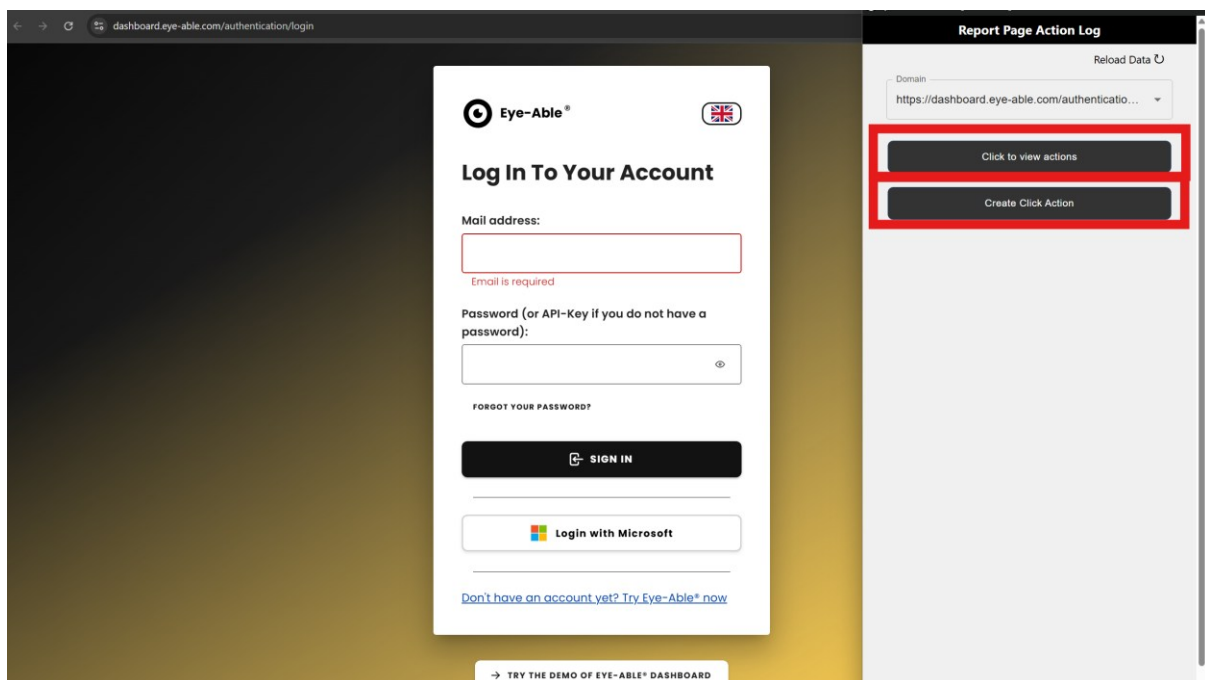 dashboard.eye-able.com/authentication/login
Report Page Action Log
Reload Data
Domain
https://dashboard.eye-able.com/authenticatio...
Click to view actions
Create Click Action
Eye-Able®
Log In To Your Account
Mail address:
Email is required
Password (or API-Key if you do not have a
password):
FORGOT YOUR PASSWORD?
SIGN IN
Login with Microsoft
Don't have an account yet? Try Eye-Able® now
→ TRY THE DEMO OF EYE-ABLE® DASHBOARD